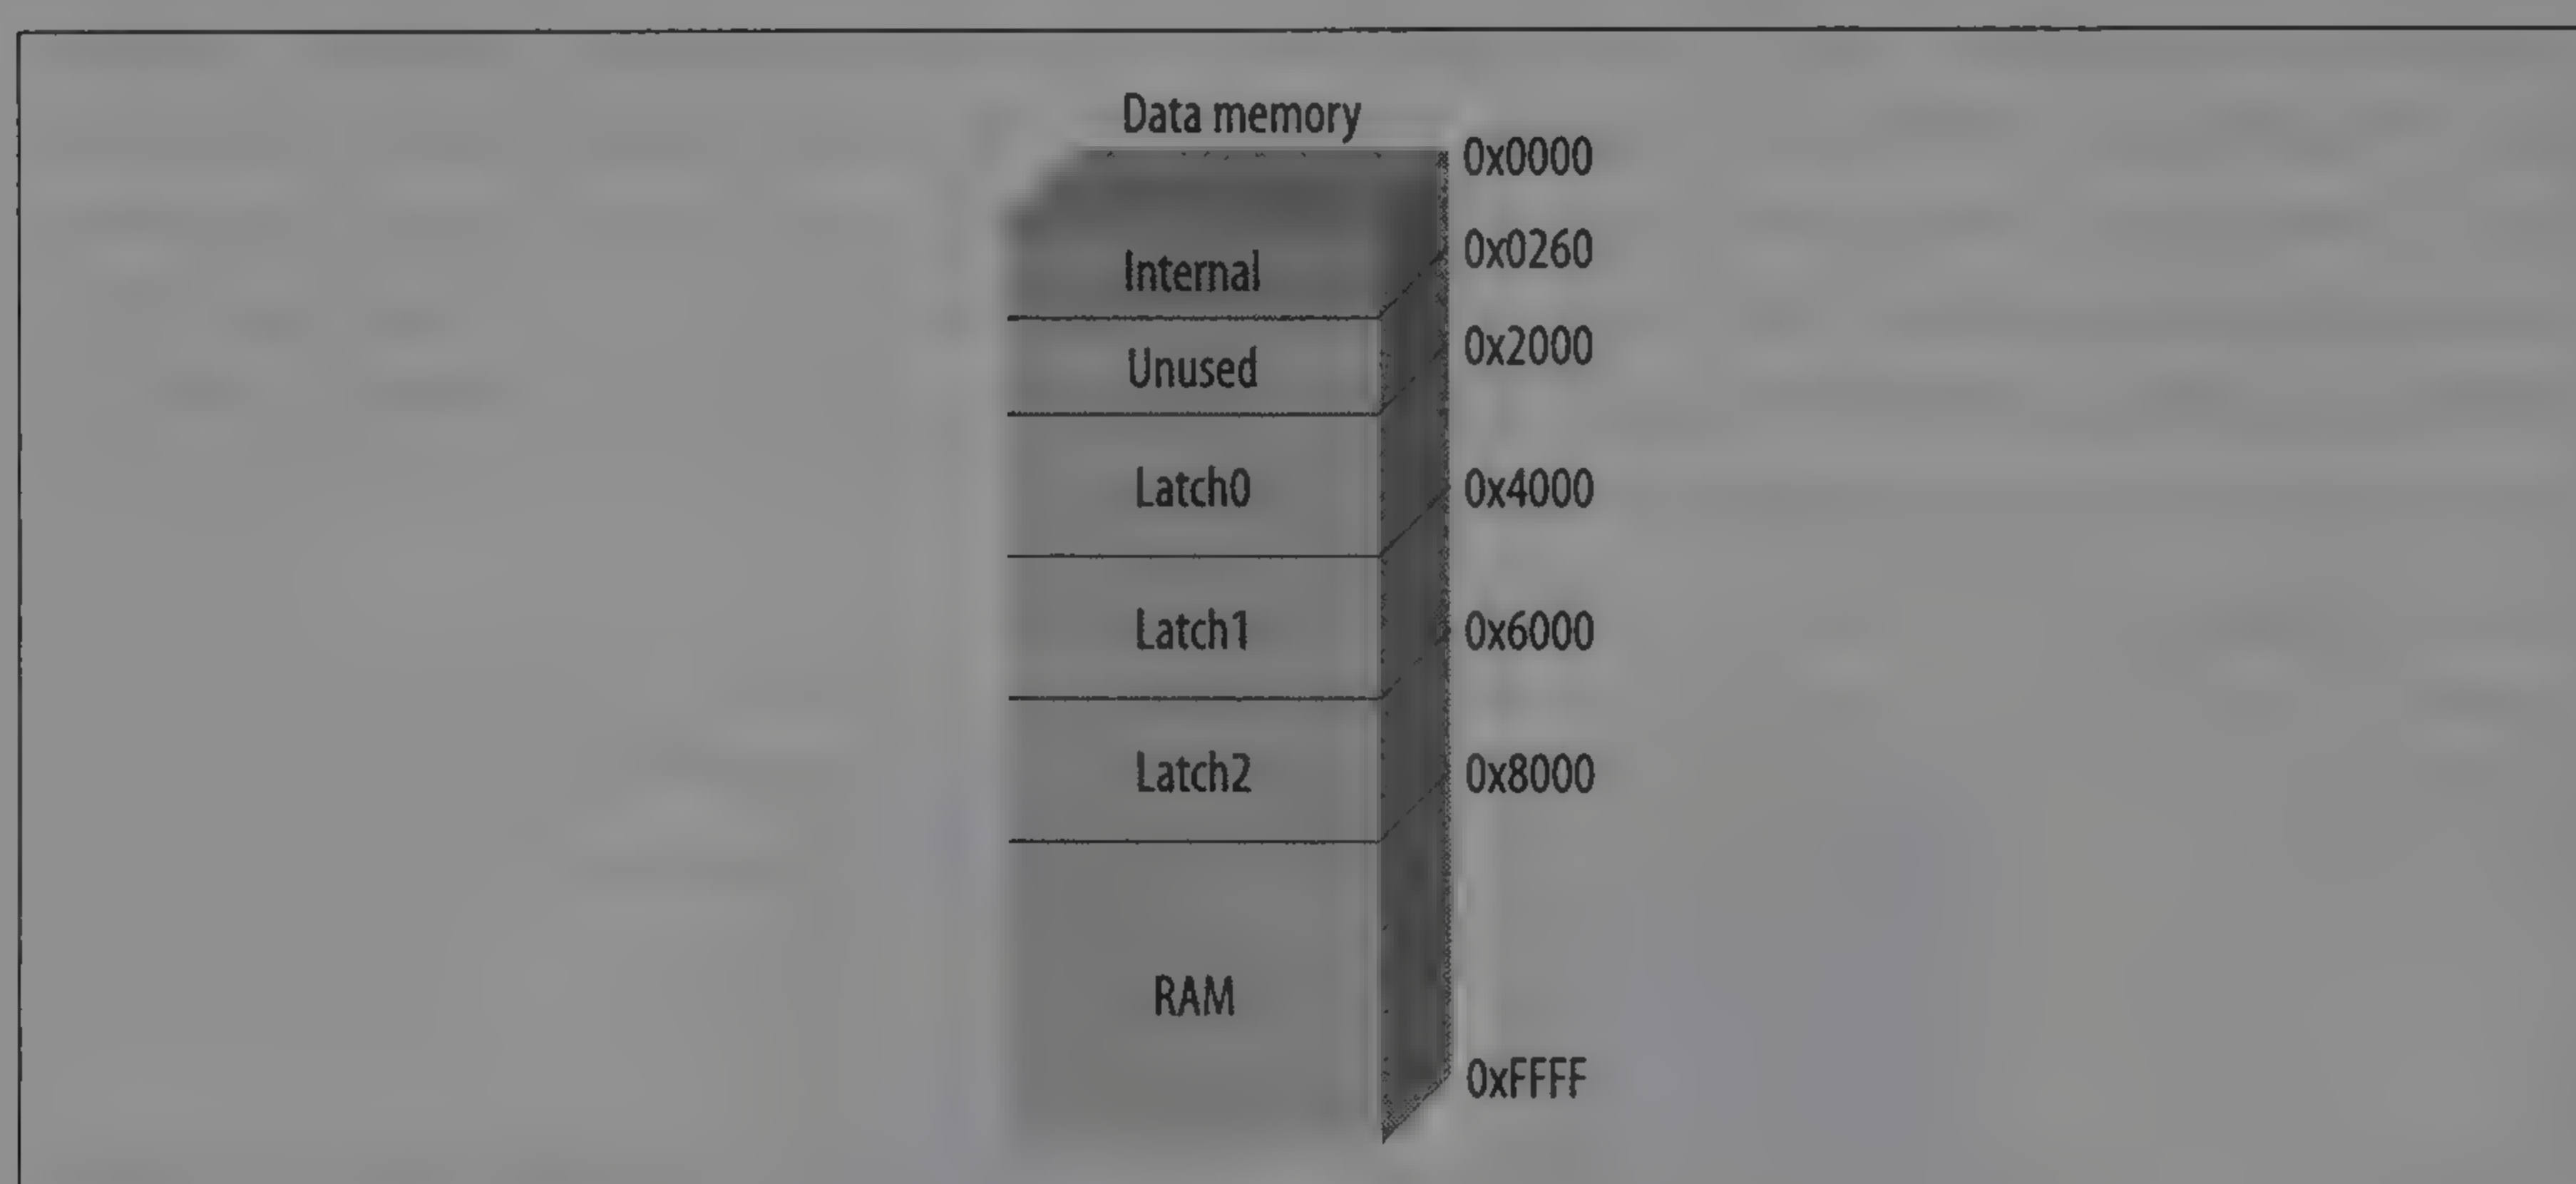 Data memory
0x0000
Internal
0x0260
Unused
0x2000
Latch0
0x4000
Latch1
0x6000
Latch2
0x8000
RAM
0xFFFF